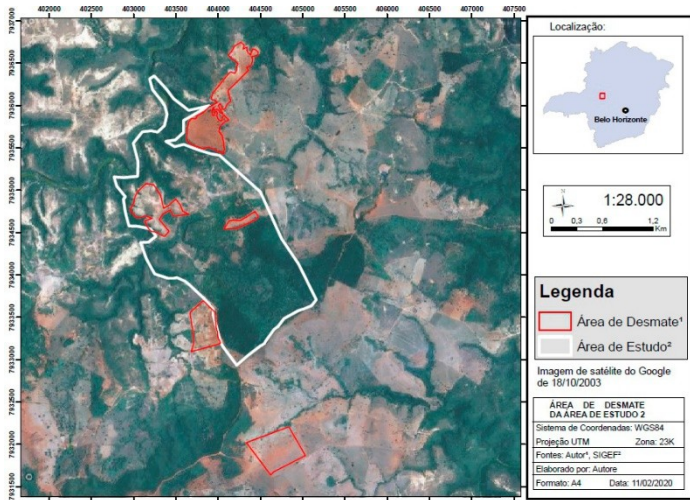 402000 402500 403000 403500 404000 404500 405000 405500 406000 406500 407000 407500
7937000
7936500
7936000
7935500
7935000
7934500
7934000
7933500
7933000
7932500
7932000
7931500
Localização:
Belo Horizonte
N
1:28.000
0 0,3 0,6 1,2
Km
Legenda
Área de Desmate¹
Área de Estudo²
Imagem de satélite do Google
de 18/10/2003
ÁREA DE DESMATE
DA ÁREA DE ESTUDO 2
Sistema de Coordenadas: WGS84
Projeção UTM Zona: 23K
Fontes: Autor¹, SIGEF²
Elaborado por: Autore
Formato: A4 Data: 11/02/2020